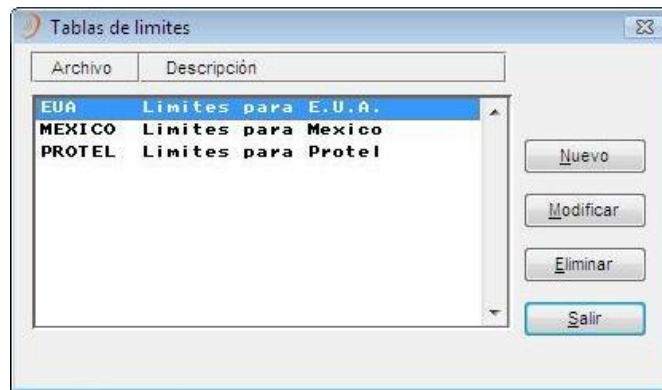 Tablas de limites
Archivo Descripción
EUA Limites para E.U.A.
MEXICO Limites para Mexico
PROTEL Limites para Protel
Nuevo
Modificar
Eliminar
Salir